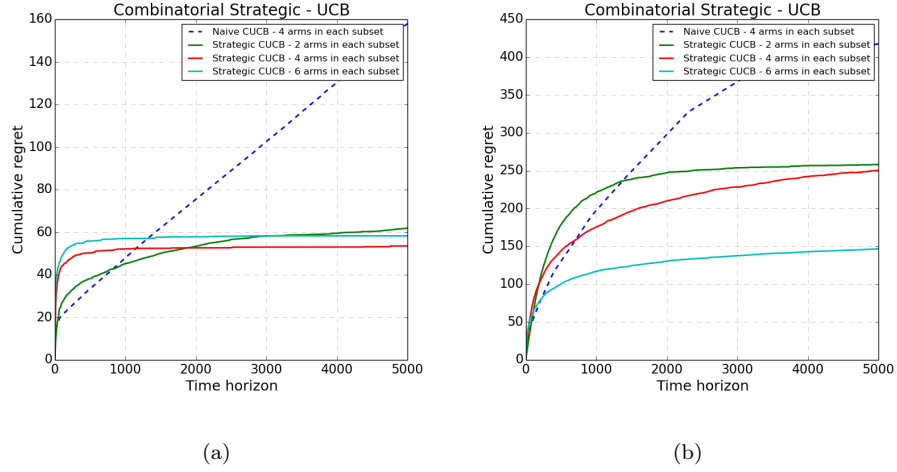 Combinatorial Strategic - UCB
160
140
120
100
80
60
40
20
0
Cumulative regret
Naive CUCB - 4 arms in each subset
Strategic CUCB - 2 arms in each subset
Strategic CUCB - 4 arms in each subset
Strategic CUCB - 6 arms in each subset
0 1000 2000 3000 4000 5000
Time horizon
(a)
Combinatorial Strategic - UCB
450
400
350
300
250
200
150
100
50
0
Cumulative regret
Naive CUCB - 4 arms in each subset
Strategic CUCB - 2 arms in each subset
Strategic CUCB - 4 arms in each subset
Strategic CUCB - 6 arms in each subset
0 1000 2000 3000 4000 5000
Time horizon
(b)